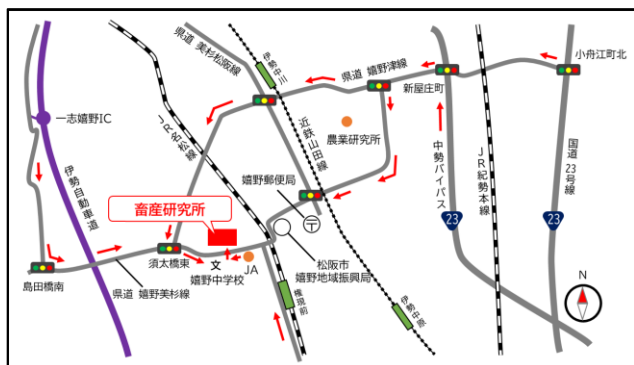 県道 美杉松阪線
伊勢中川
県道 嬉野津線
小舟江町北
新屋庄町
一志嬉野IC
JR名松線
近鉄山田線
農業研究所
中勢バイパス
JR紀勢本線
国道 23号線
伊勢自動車道
嬉野郵便局
〒
畜産研究所
23
23
須太橋東
文
嬉野中学校
JA
松阪市
嬉野地域振興局
島田橋南
県道 嬉野美杉線
権現前
伊勢中原
N